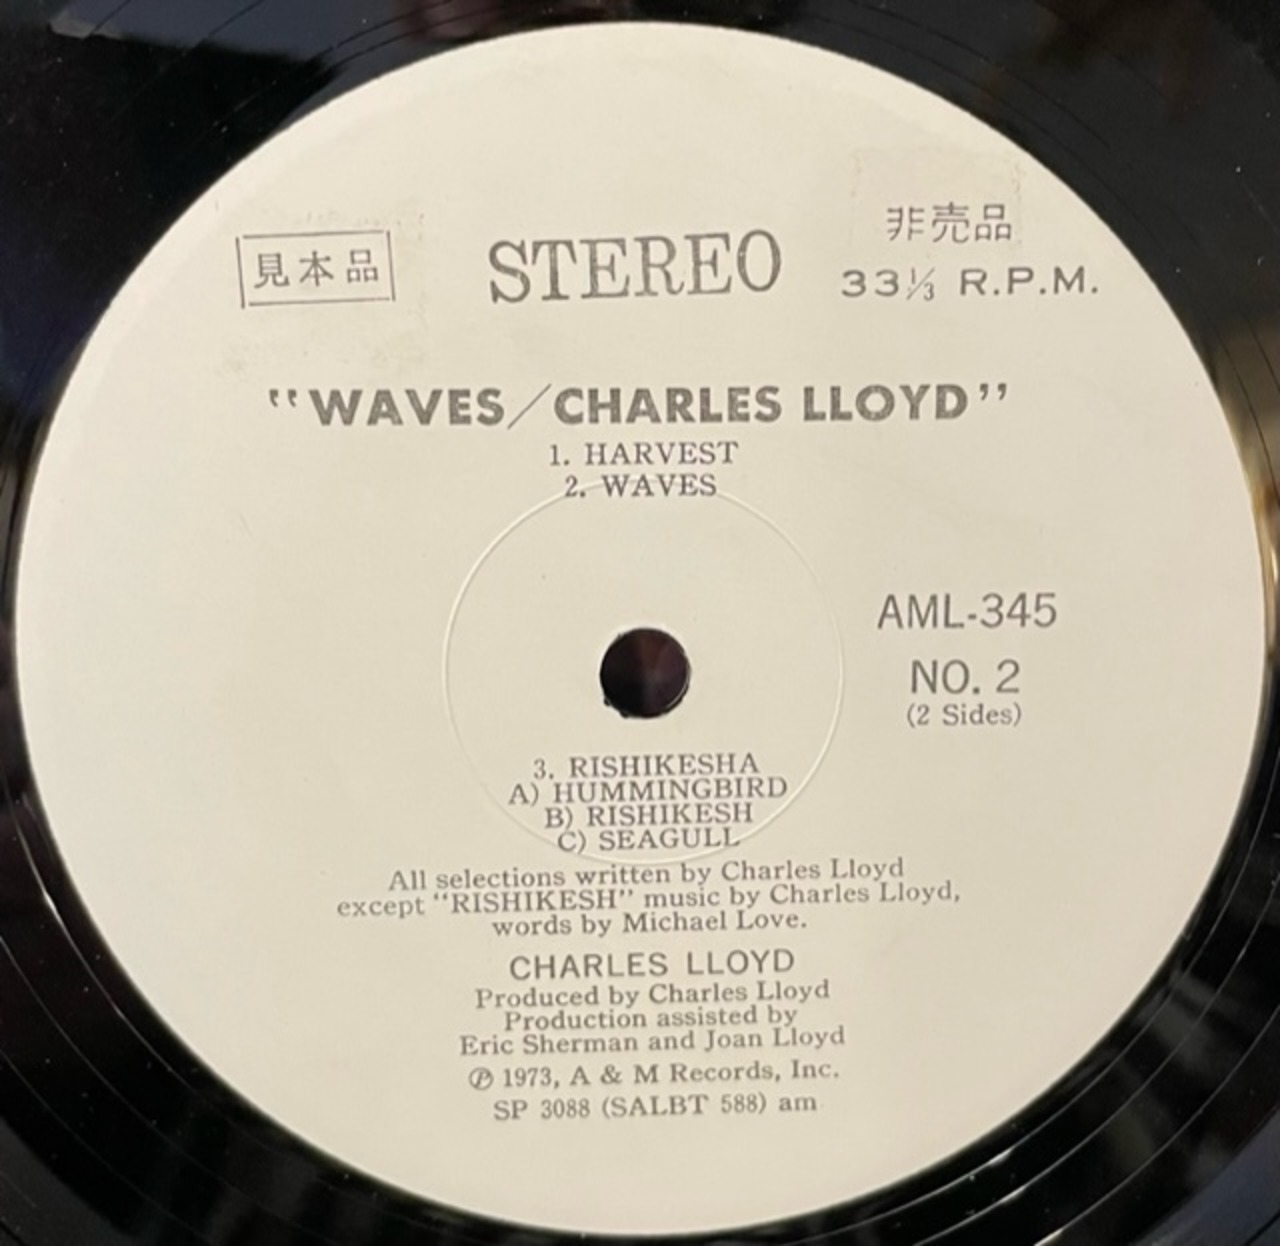 見本品
STEREO
非売品
33⅓ R.P.M.
"WAVES/CHARLES LLOYD"
1. HARVEST
2. WAVES
AML-345
NO. 2
(2 Sides)
3. RISHIKESHA
A) HUMMINGBIRD
B) RISHIKESH
C) SEAGULL
All selections written by Charles Lloyd
except "RISHIKESH" music by Charles Lloyd,
words by Michael Love.
CHARLES LLOYD
Produced by Charles Lloyd
Production assisted by
Eric Sherman and Joan Lloyd
℗ 1973, A & M Records, Inc.
SP 3088 (SALBT 588) am